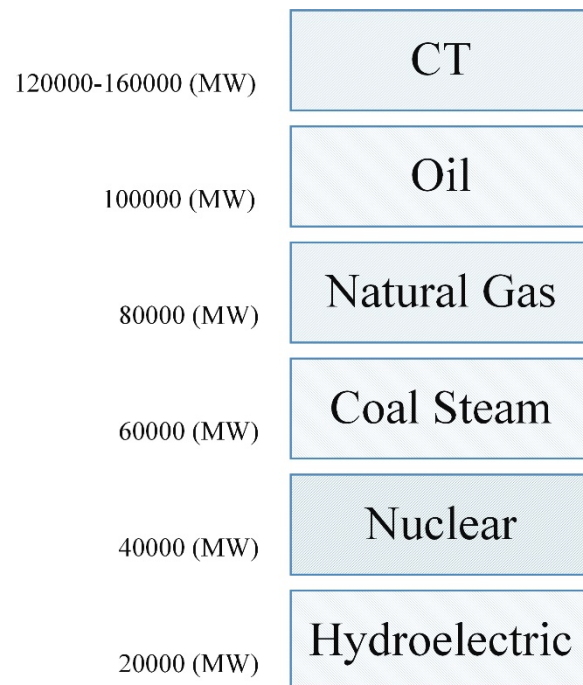 CT
120000-160000 (MW)
Oil
100000 (MW)
Natural Gas
80000 (MW)
Coal Steam
60000 (MW)
Nuclear
40000 (MW)
Hydroelectric
20000 (MW)